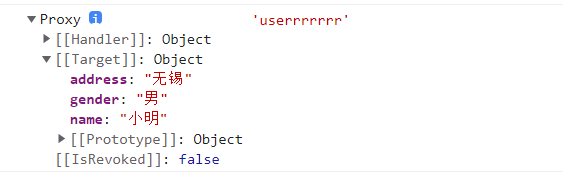 ▼Proxy i 'userrrrrrr'
▶[[Handler]]: Object
▼[[Target]]: Object
address: "无锡"
gender: "男"
name: "小明"
▶[[Prototype]]: Object
[[IsRevoked]]: false